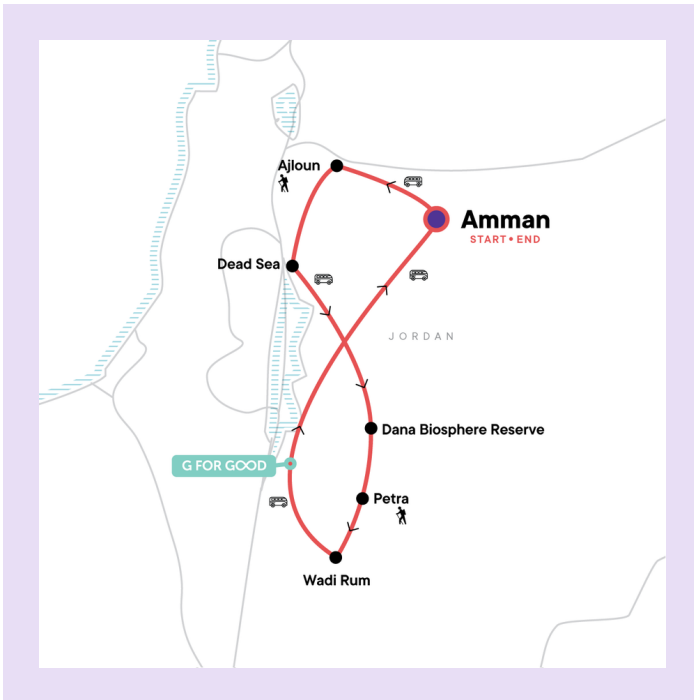 Ajloun
Amman
START • END
Dead Sea
JORDAN
Dana Biosphere Reserve
G FOR GOOD
Petra
Wadi Rum